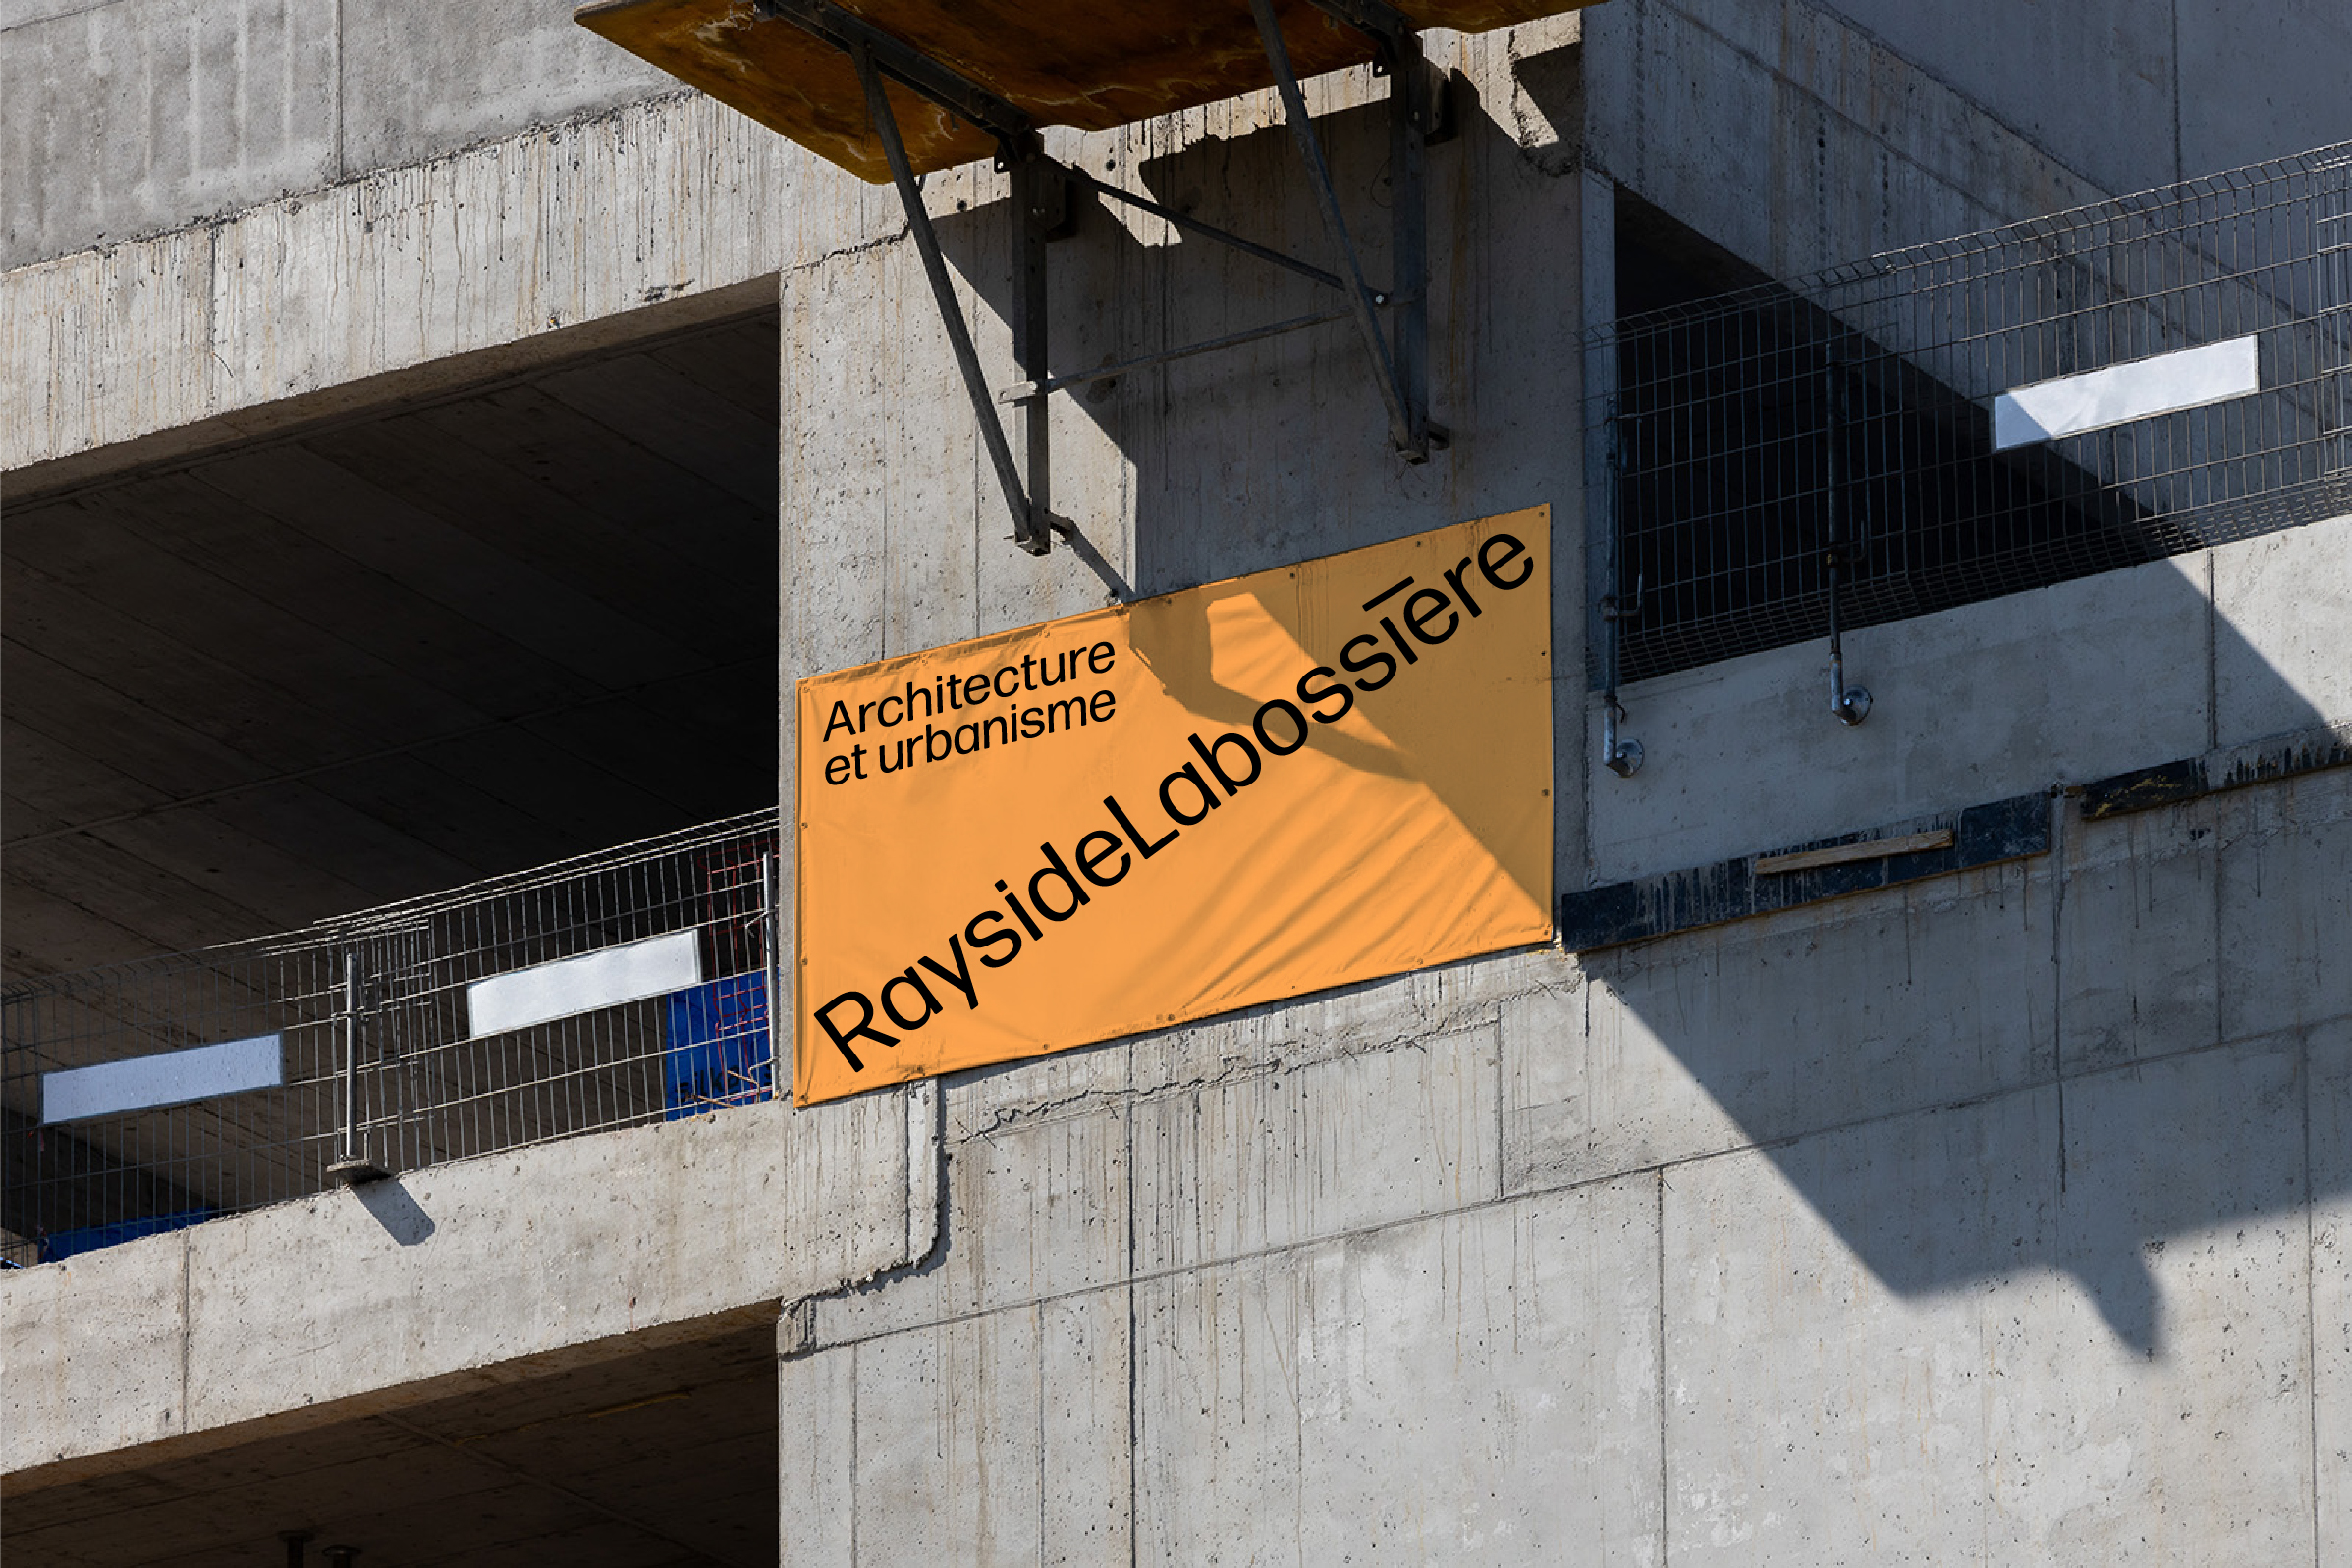 Architecture
et urbanisme
RaysideLabossière